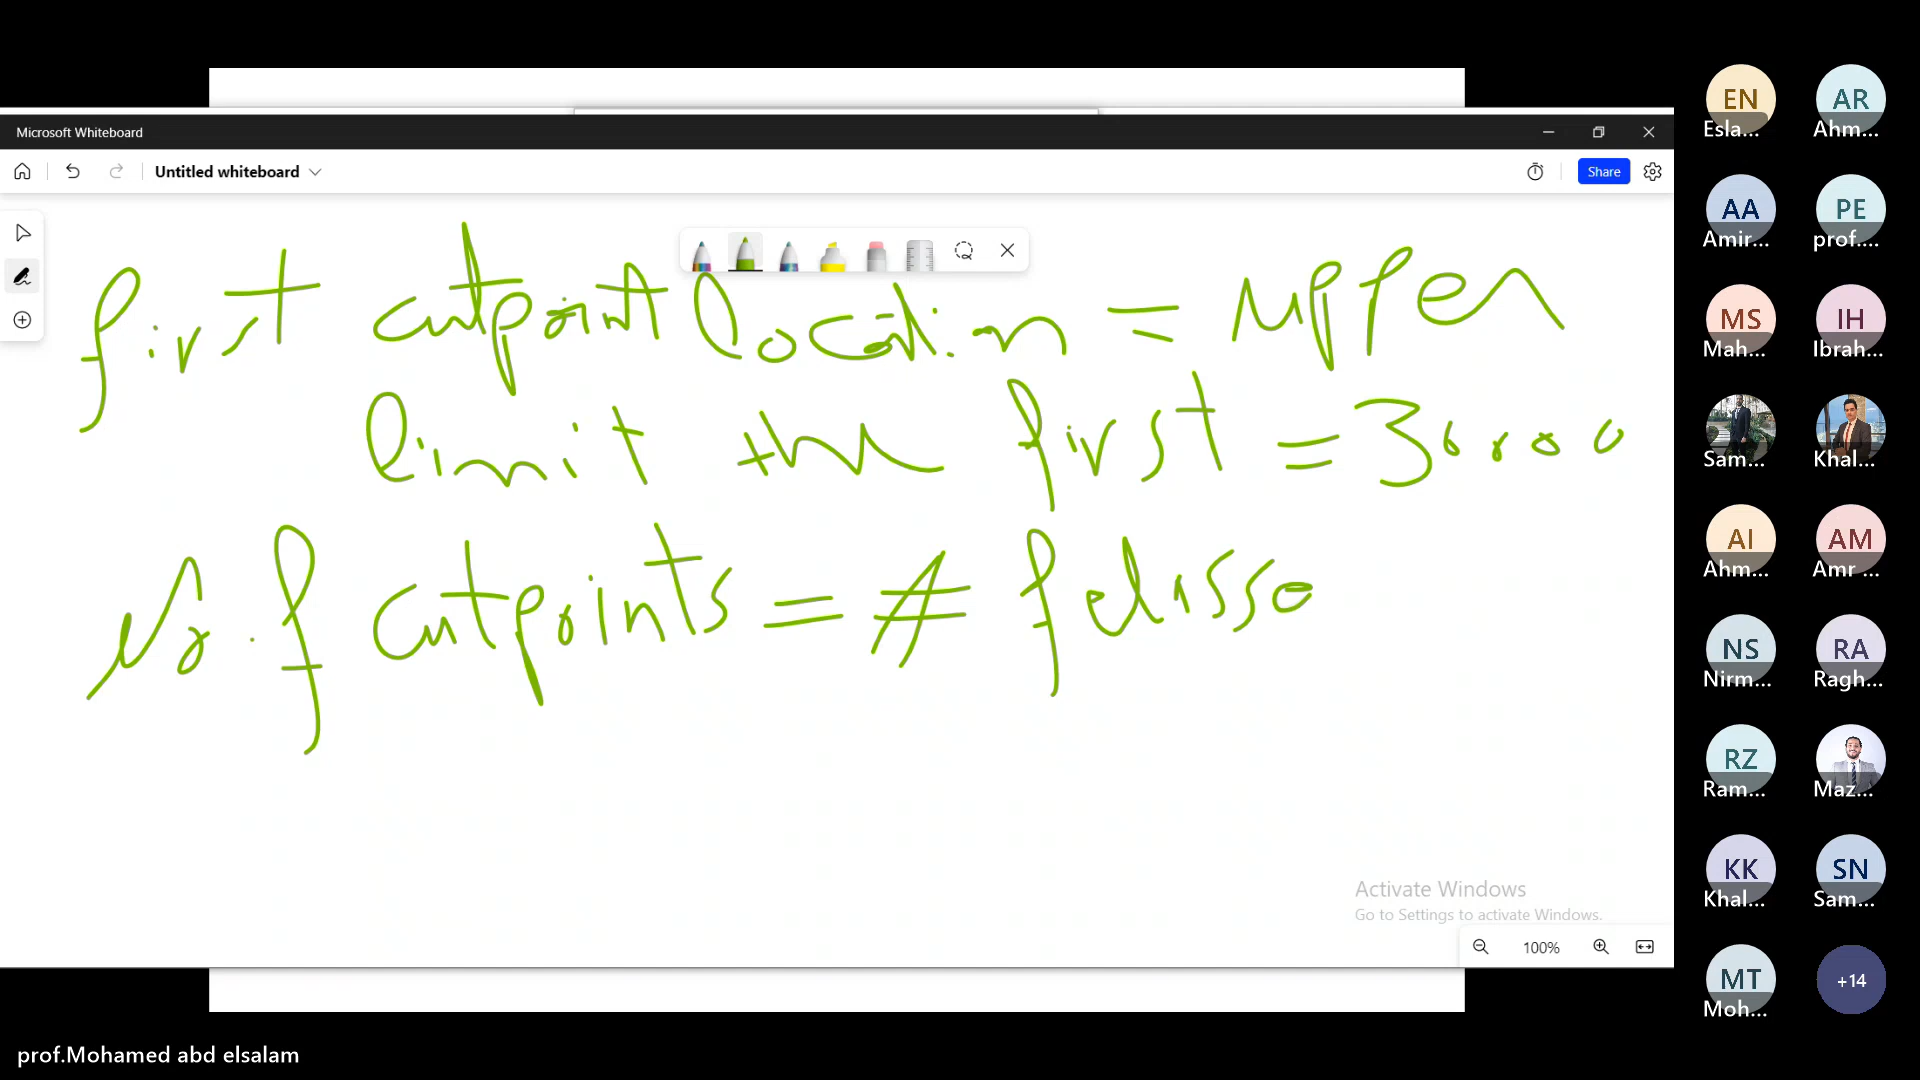 Microsoft Whiteboard
Untitled whiteboard
Share
first cutpoint location = upper
limit the first = 30000
No. of cutpoints = # f classe
Activate Windows
Go to Settings to activate Windows.
100%
EN
Esla...
AR
Ahm...
AA
Amir...
PE
prof....
MS
Mah...
IH
Ibrah...
Sam...
Khal...
AI
Ahm...
AM
Amr ...
NS
Nirm...
RA
Ragh...
RZ
Ram...
Maz...
KK
Khal...
SN
Sam...
MT
Moh...
+14
prof.Mohamed abd elsalam